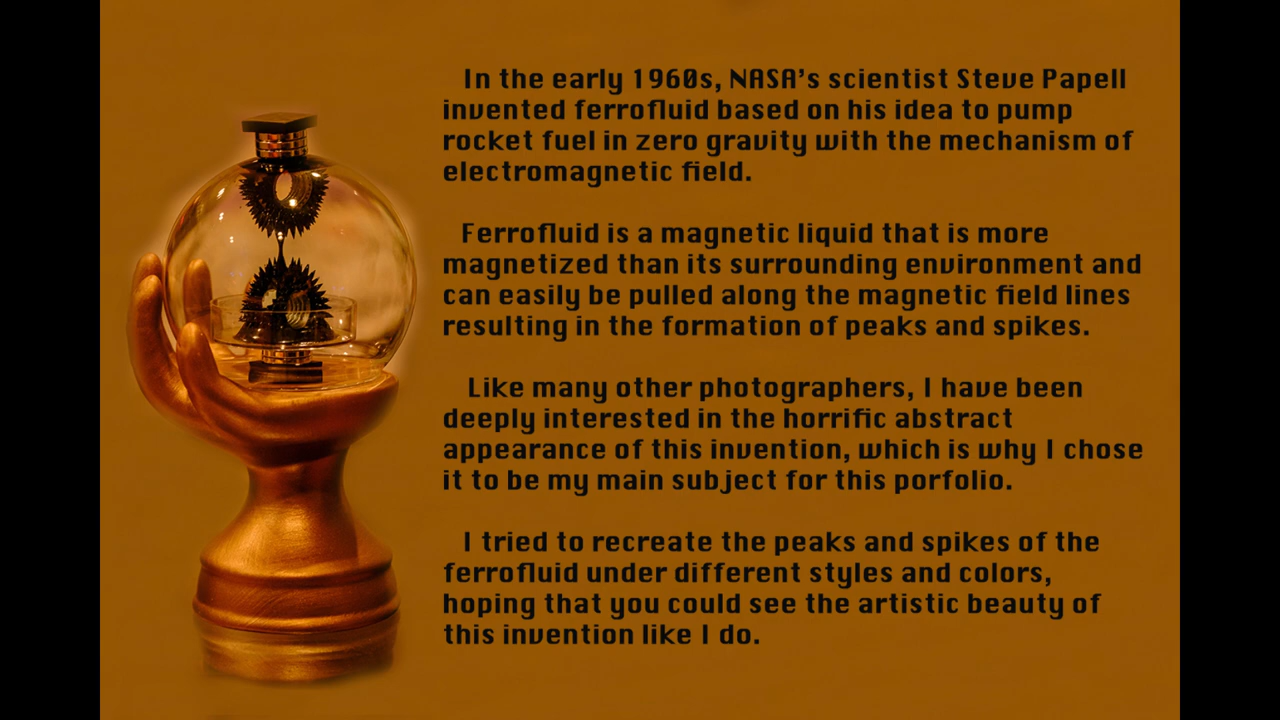 In the early 1960s, NASA's scientist Steve Papell
invented ferrofluid based on his idea to pump
rocket fuel in zero gravity with the mechanism of
electromagnetic field.
Ferrofluid is a magnetic liquid that is more
magnetized than its surrounding environment and
can easily be pulled along the magnetic field lines
resulting in the formation of peaks and spikes.
Like many other photographers, I have been
deeply interested in the horrific abstract
appearance of this invention, which is why I chose
it to be my main subject for this porfolio.
I tried to recreate the peaks and spikes of the
ferrofluid under different styles and colors,
hoping that you could see the artistic beauty of
this invention like I do.